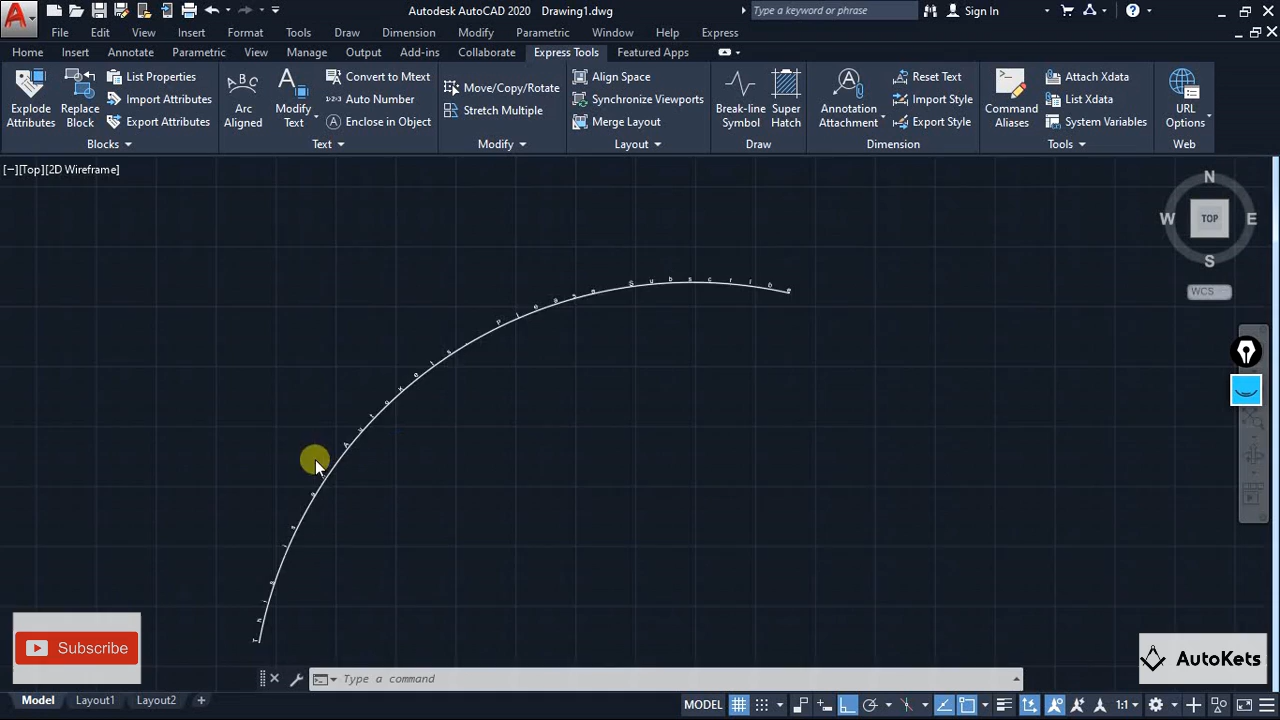 Autodesk AutoCAD 2020 Drawing1.dwg
Type a keyword or phrase
Sign In
File Edit View Insert Format Tools Draw Dimension Modify Parametric Window Help Express
Home Insert Annotation Parametric View Manage Output Add-ins Collaborate Express Tools Featured Apps
Explode Attributes
Replace Block
List Properties
Import Attributes
Export Attributes
Blocks
Arc Aligned
Modify Text
Convert to Mtext
Auto Number
Enclose in Object
Text
Move/Copy/Rotate
Stretch Multiple
Modify
Align Space
Synchronize Viewports
Merge Layout
Layout
Break-line Symbol
Super Hatch
Draw
Annotation Attachment
Reset Text
Import Style
Export Style
Dimension
Command Aliases
Attach Xdata
List Xdata
System Variables
Tools
URL Options
Web
[−][Top][2D Wireframe]
N
W TOP E
S
WCS
This is a AutoKets. Please Subscribe
Subscribe
AutoKets
Type a command
Model Layout1 Layout2 +
MODEL 1:1